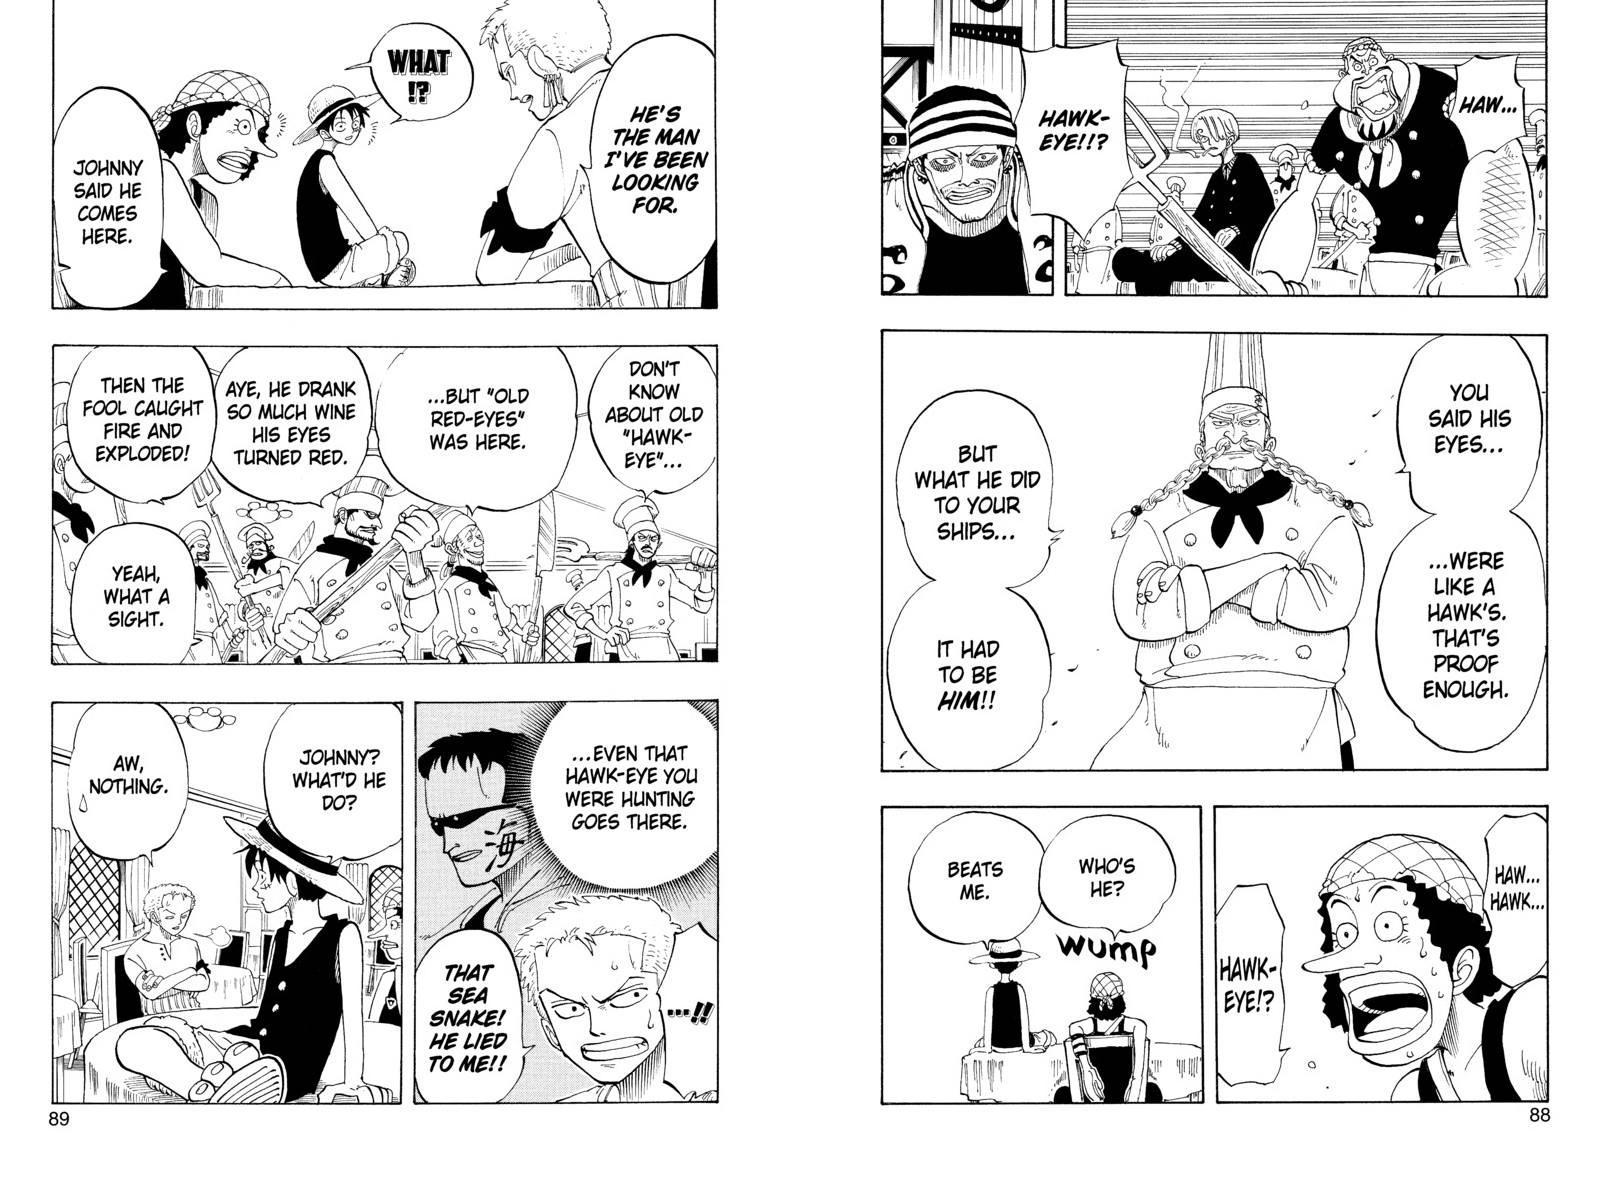 HAW...
HAWK-
EYE!!?
YOU
SAID HIS
EYES...
...WERE
LIKE A
HAWK'S.
THAT'S
PROOF
ENOUGH.
BUT
WHAT HE DID
TO YOUR
SHIPS...
IT HAD
TO BE
HIM!!
HAW...
HAWK...
HAWK-
EYE!?
WHO'S
HE?
BEATS
ME.
WUMP
88
HE'S
THE MAN
I'VE BEEN
LOOKING
FOR.
WHAT
!?
JOHNNY
SAID HE
COMES
HERE.
DON'T
KNOW
ABOUT OLD
"HAWK-
EYE"...
...BUT "OLD
RED-EYES"
WAS HERE.
AYE, HE DRANK
SO MUCH WINE
HIS EYES
TURNED RED.
THEN THE
FOOL CAUGHT
FIRE AND
EXPLODED!
YEAH,
WHAT A
SIGHT.
...EVEN THAT
HAWK-EYE YOU
WERE HUNTING
GOES THERE.
海
...!!
THAT
SEA
SNAKE!
HE LIED
TO ME!!
JOHNNY?
WHAT'D HE
DO?
AW,
NOTHING.
89